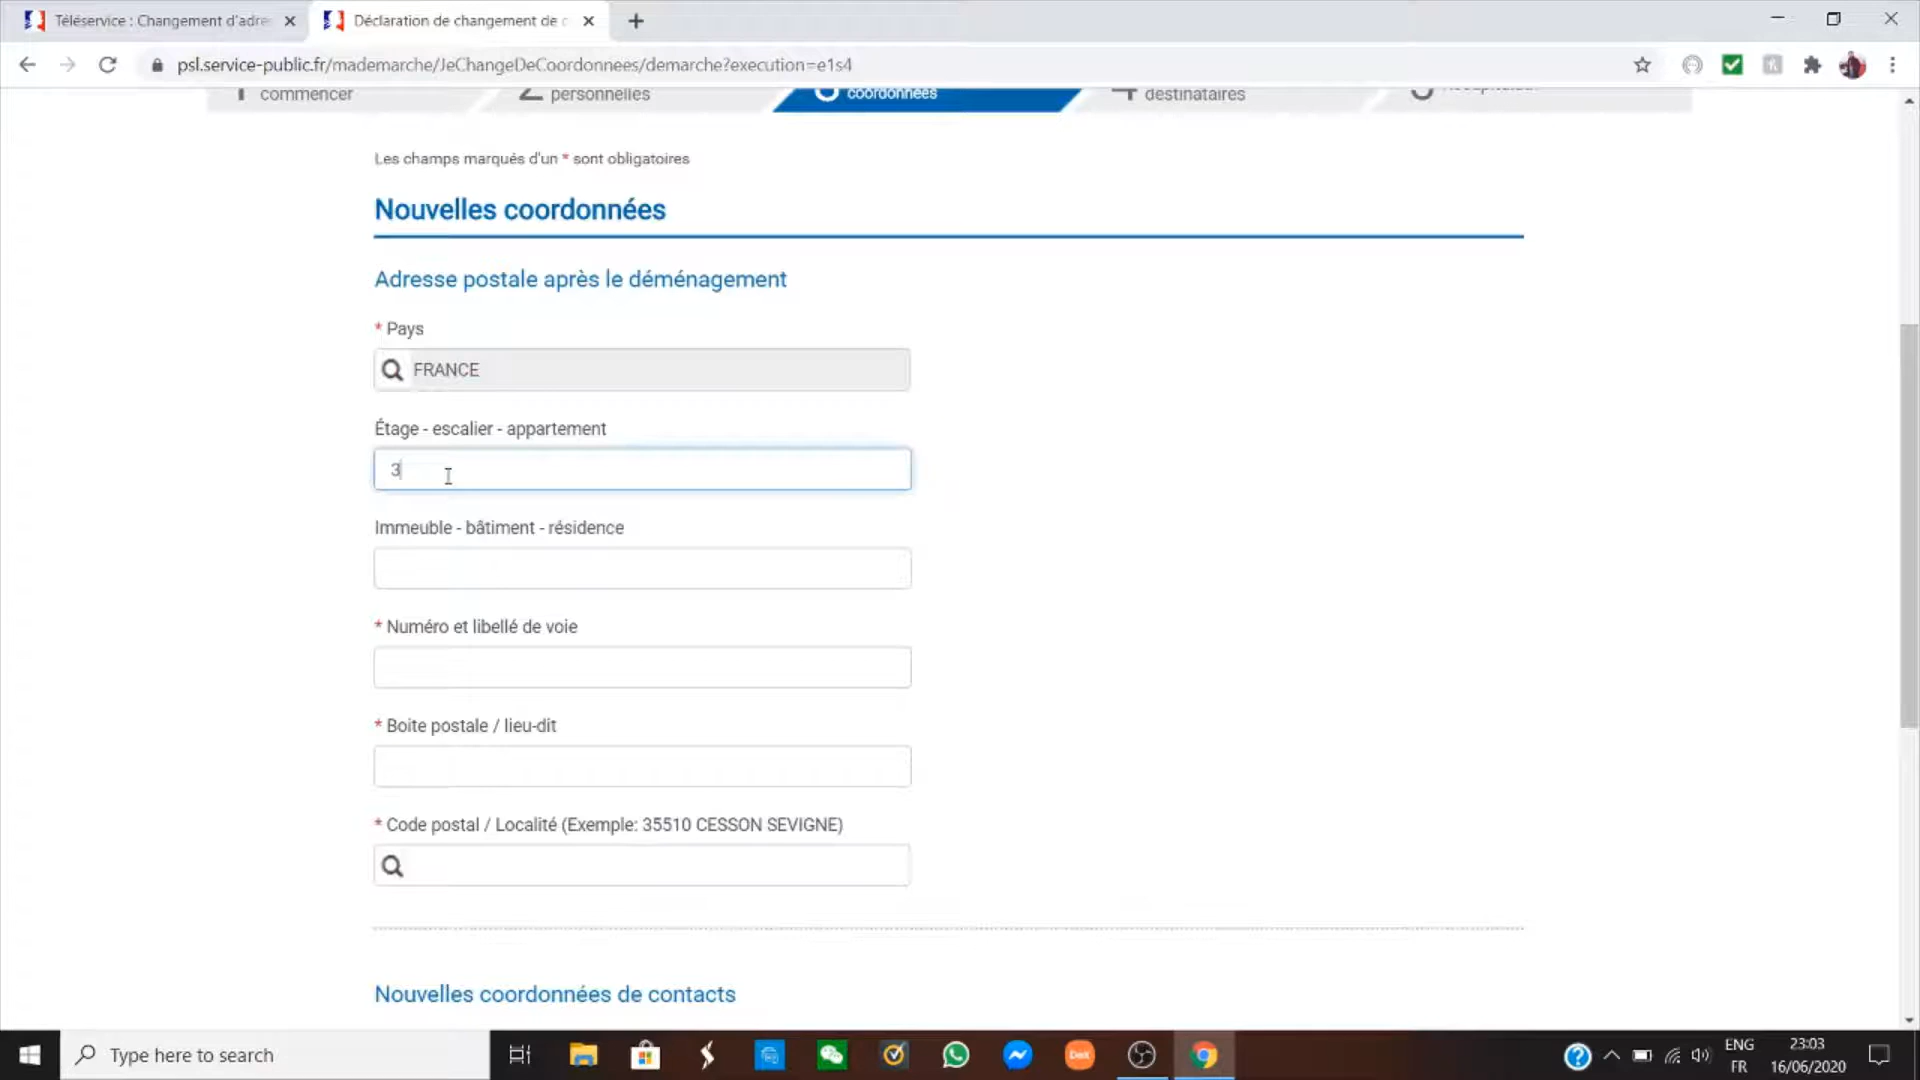 Téléservice : Changement d'adre
Déclaration de changement de c
psl.service-public.fr/mademarche/JeChangeDeCoordonnees/demarche?execution=e1s4
commencer
2 personnelles
coordonnées
4 destinataires
Les champs marqués d'un * sont obligatoires
Nouvelles coordonnées
Adresse postale après le déménagement
* Pays
FRANCE
Étage - escalier - appartement
3
Immeuble - bâtiment - résidence
* Numéro et libellé de voie
* Boite postale / lieu-dit
* Code postal / Localité (Exemple: 35510 CESSON SEVIGNE)
Nouvelles coordonnées de contacts
Type here to search
ENG
FR
23:03
16/06/2020